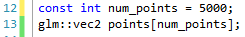 12 const int num_points = 5000;
13 glm::vec2 points[num_points];